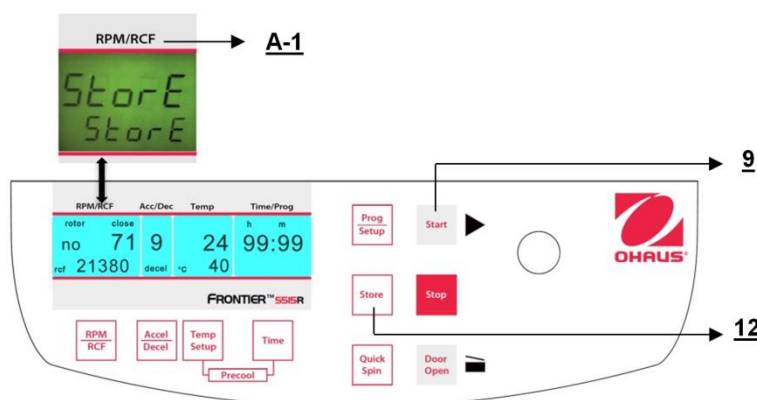 RPM/RCF
A-1
StorE
StorE
9
RPM/RCF Acc/Dec Temp Time/Prog
rotor close h m
no 71 9 24 99:99
rcf 21380 decel °C 40
FRONTIER™ 5515R
Prog
Setup
Start
OHAUS®
Store
Stop
12
RPM
RCF
Accel
Decel
Temp
Setup
Time
Precool
Quick
Spin
Door
Open